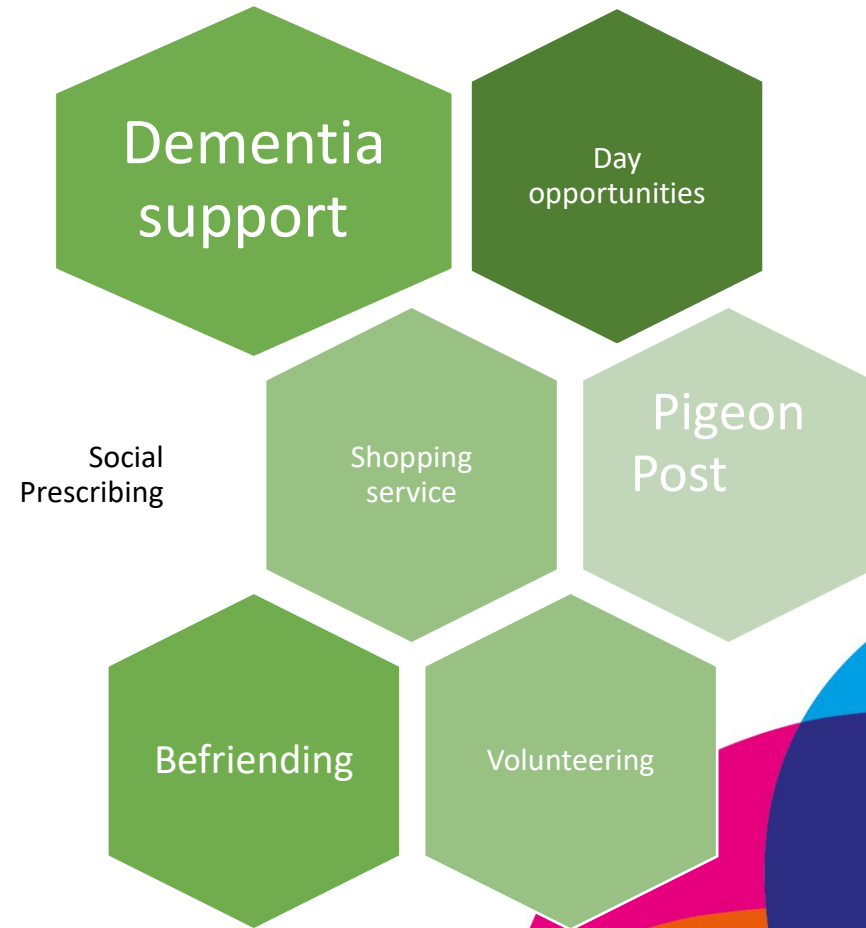 Dementia
support
Day
opportunities
Social
Prescribing
Shopping
service
Pigeon
Post
Befriending
Volunteering